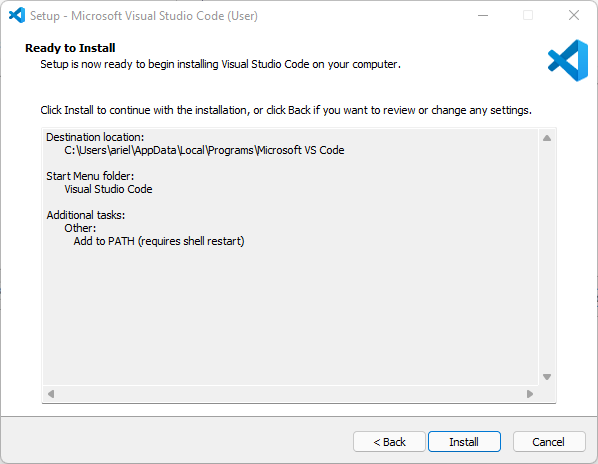 Setup - Microsoft Visual Studio Code (User)
Ready to Install
Setup is now ready to begin installing Visual Studio Code on your computer.
Click Install to continue with the installation, or click Back if you want to review or change any settings.
Destination location:
C:\Users\ariel\AppData\Local\Programs\Microsoft VS Code
Start Menu folder:
Visual Studio Code
Additional tasks:
Other:
Add to PATH (requires shell restart)
< Back
Install
Cancel